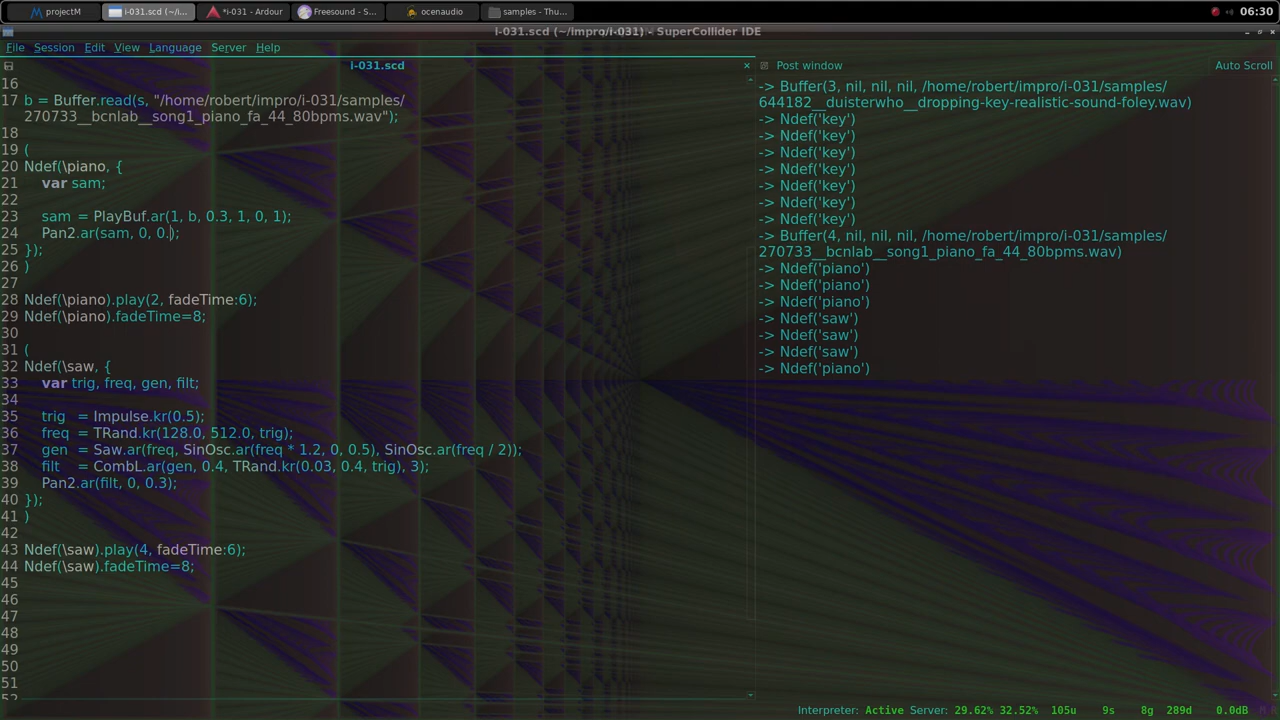 projectM
i-031.scd (~/i...
*i-031 - Ardour
Freesound - S...
ocenaudio
samples - Thu...
06:30
i-031.scd (~/impro/i-031) - SuperCollider IDE
File Session Edit View Language Server Help
i-031.scd
Post window
Auto Scroll
16
17 b = Buffer.read(s, "/home/robert/impro/i-031/samples/
270733__bcnlab__song1_piano_fa_44_80bpms.wav");
18
19 (
20 Ndef(\piano, {
21 var sam;
22
23 sam = PlayBuf.ar(1, b, 0.3, 1, 0, 1);
24 Pan2.ar(sam, 0, 0.);
25 });
26 )
27
28 Ndef(\piano).play(2, fadeTime:6);
29 Ndef(\piano).fadeTime=8;
30
31 (
32 Ndef(\saw, {
33 var trig, freq, gen, filt;
34
35 trig = Impulse.kr(0.5);
36 freq = TRand.kr(128.0, 512.0, trig);
37 gen = Saw.ar(freq, SinOsc.ar(freq * 1.2, 0, 0.5), SinOsc.ar(freq / 2));
38 filt = CombL.ar(gen, 0.4, TRand.kr(0.03, 0.4, trig), 3);
39 Pan2.ar(filt, 0, 0.3);
40 });
41 )
42
43 Ndef(\saw).play(4, fadeTime:6);
44 Ndef(\saw).fadeTime=8;
45
46
47
48
49
50
51
52
-> Buffer(3, nil, nil, nil, /home/robert/impro/i-031/samples/
644182__duisterwho__dropping-key-realistic-sound-foley.wav)
-> Ndef('key')
-> Ndef('key')
-> Ndef('key')
-> Ndef('key')
-> Ndef('key')
-> Ndef('key')
-> Ndef('key')
-> Buffer(4, nil, nil, nil, /home/robert/impro/i-031/samples/
270733__bcnlab__song1_piano_fa_44_80bpms.wav)
-> Ndef('piano')
-> Ndef('piano')
-> Ndef('piano')
-> Ndef('saw')
-> Ndef('saw')
-> Ndef('saw')
-> Ndef('piano')
Interpreter: Active Server: 29.62% 32.52% 105u 9s 8g 289d 0.0dB M R